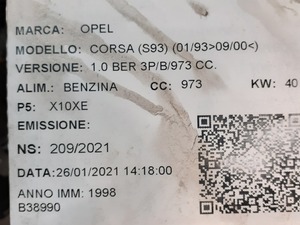 MARCA: OPEL
MODELLO: CORSA (S93) (01/93>09/00<)
VERSIONE: 1.0 BER 3P/B/973 CC.
ALIM.: BENZINA CC: 973 KW: 40
P5: X10XE
EMISSIONE:
NS: 209/2021
DATA:26/01/2021 14:18:00
ANNO IMM: 1998
B38990